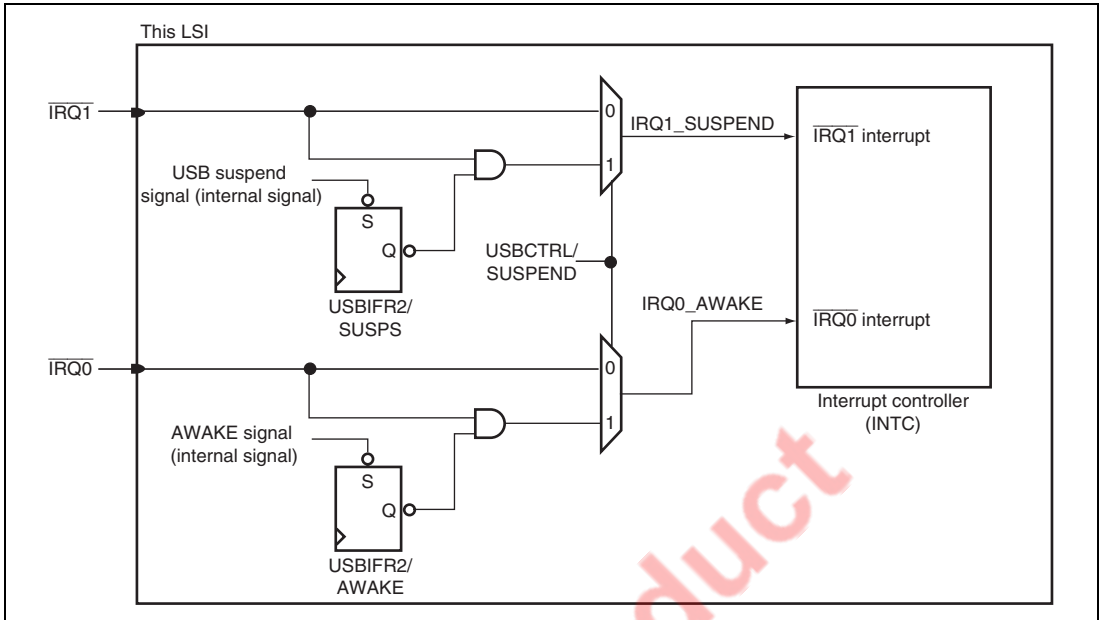 This LSI
IRQ1
0
IRQ1_SUSPEND
IRQ1 interrupt
1
USB suspend
signal (internal signal)
S
Q
USBCTRL/
SUSPEND
USBIFR2/
SUSPS
IRQ0_AWAKE
IRQ0 interrupt
IRQ0
0
Interrupt controller
(INTC)
1
AWAKE signal
(internal signal)
S
Q
USBIFR2/
AWAKE
duct